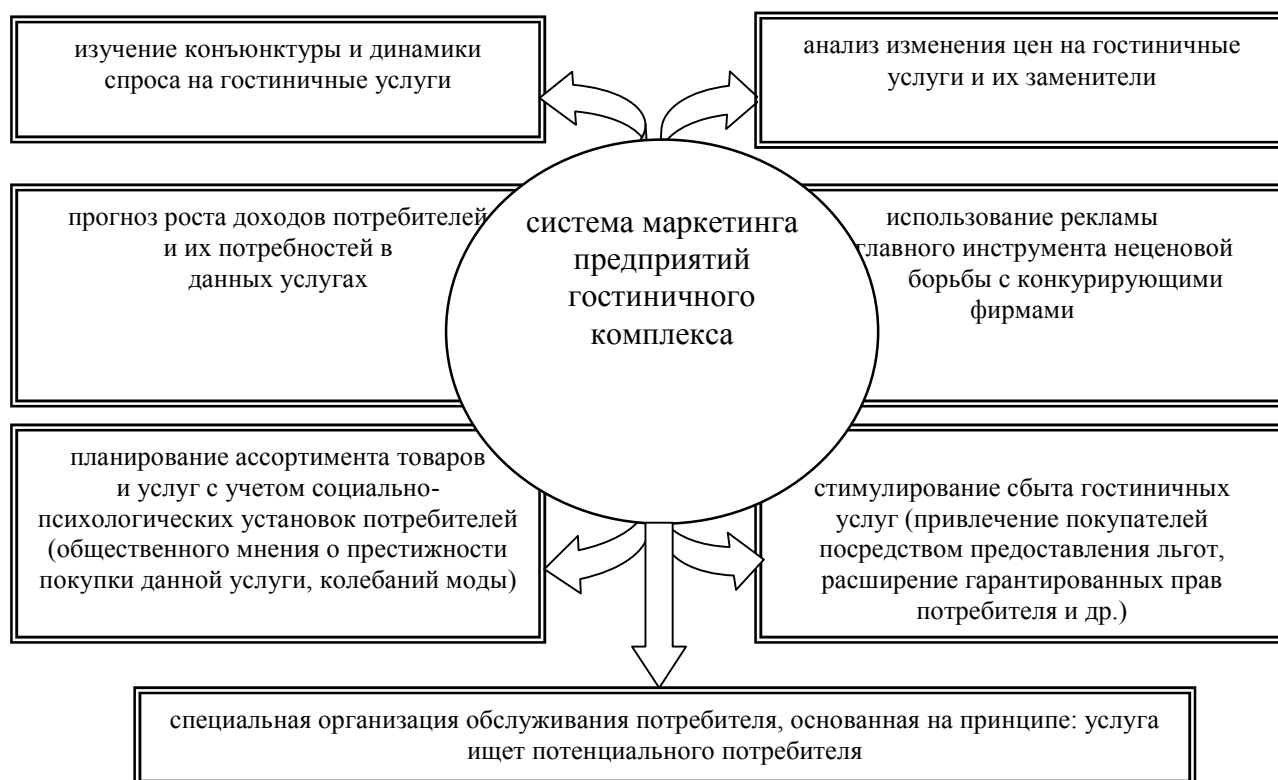 изучение конъюнктуры и динамики
спроса на гостиничные услуги
анализ изменения цен на гостиничные
услуги и их заменители
система маркетинга
предприятий
гостиничного
комплекса
прогноз роста доходов потребителей
и их потребностей в
данных услугах
использование рекламы
главного инструмента неценовой
борьбы с конкурирующими
фирмами
планирование ассортимента товаров
и услуг с учетом социально-
психологических установок потребителей
(общественного мнения о престижности
покупки данной услуги, колебаний моды)
стимулирование сбыта гостиничных
услуг (привлечение покупателей
посредством предоставления льгот,
расширение гарантированных прав
потребителя и др.)
специальная организация обслуживания потребителя, основанная на принципе: услуга
ищет потенциального потребителя